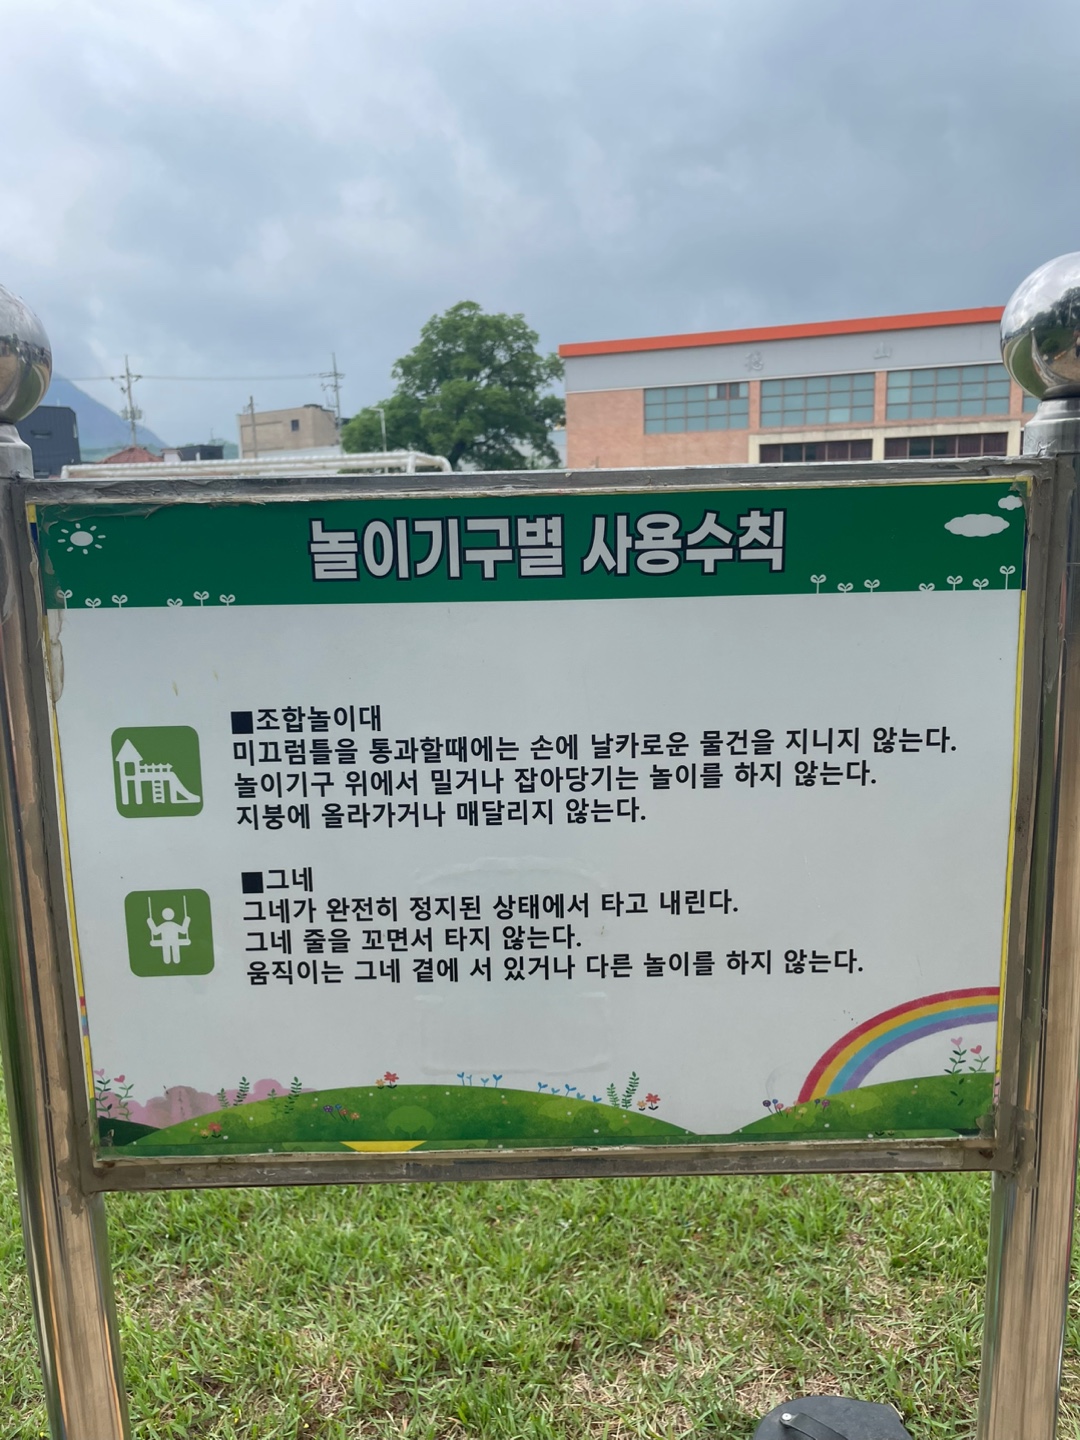 놀이기구별 사용수칙
■조합놀이대
미끄럼틀을 통과할때에는 손에 날카로운 물건을 지니지 않는다.
놀이기구 위에서 밀거나 잡아당기는 놀이를 하지 않는다.
지붕에 올라가거나 매달리지 않는다.
■그네
그네가 완전히 정지된 상태에서 타고 내린다.
그네 줄을 꼬면서 타지 않는다.
움직이는 그네 곁에 서 있거나 다른 놀이를 하지 않는다.